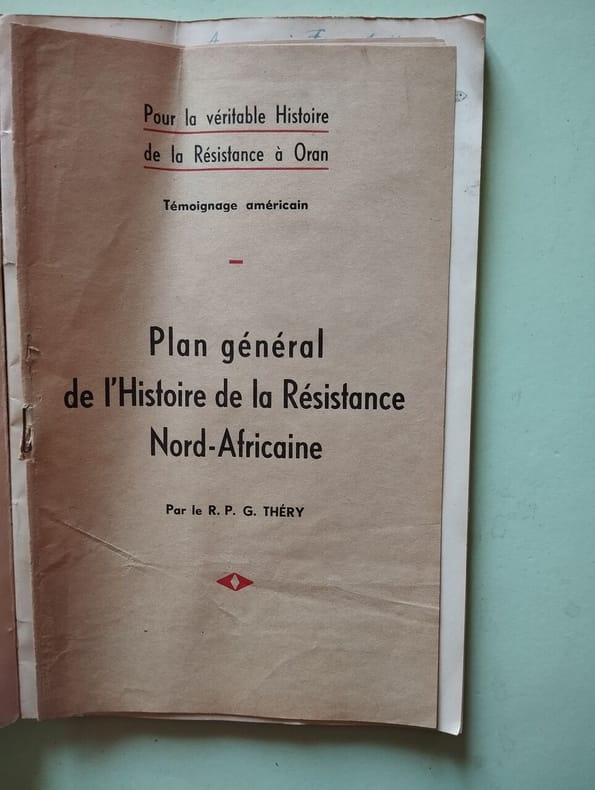 Pour la véritable Histoire
de la Résistance à Oran
Témoignage américain
Plan général
de l'Histoire de la Résistance
Nord-Africaine
Par le R. P. G. THÉRY